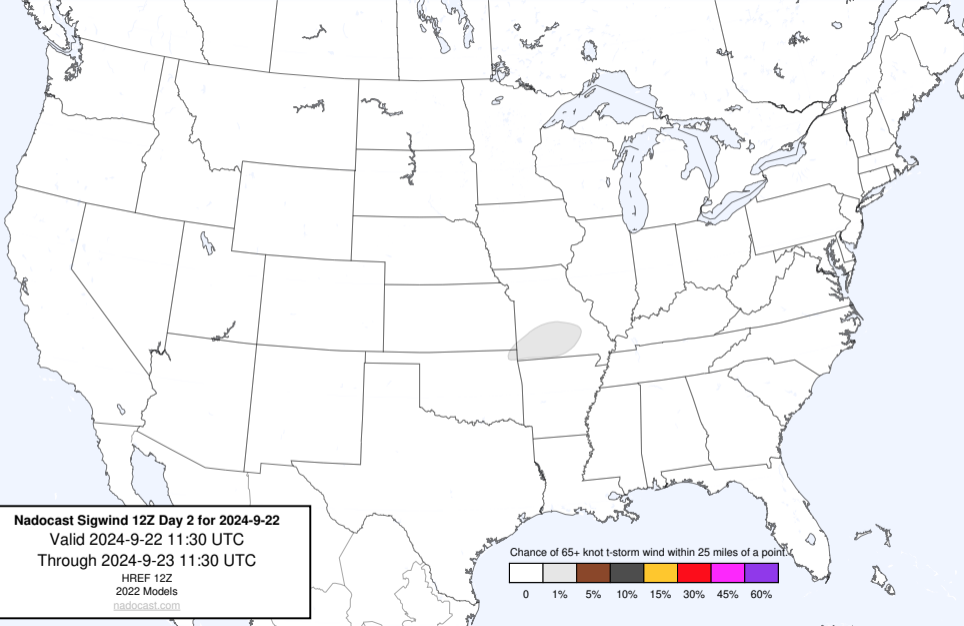 Nadocast Sigwind 12Z Day 2 for 2024-9-22
Valid 2024-9-22 11:30 UTC
Through 2024-9-23 11:30 UTC
HREF 12Z
2022 Models
nadocast.com
Chance of 65+ knot t-storm wind within 25 miles of a point.
0 1% 5% 10% 15% 30% 45% 60%